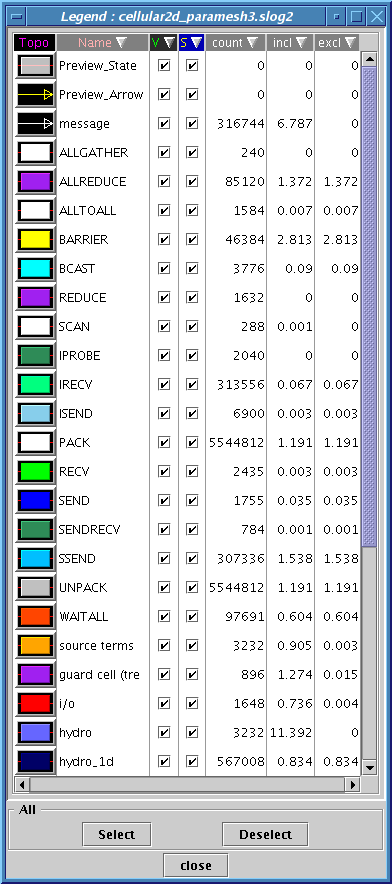 Legend : cellular2d_paramesh3.slog2
Topo Name V S count incl excl
Preview_State 0 0 0
Preview_Arrow 0 0 0
message 316744 6.787 0
ALLGATHER 240 0 0
ALLREDUCE 85120 1.372 1.372
ALLTOALL 1584 0.007 0.007
BARRIER 46384 2.813 2.813
BCAST 3776 0.09 0.09
REDUCE 1632 0 0
SCAN 288 0.001 0
IPROBE 2040 0 0
IRECV 313556 0.067 0.067
ISEND 6900 0.003 0.003
PACK 5544812 1.191 1.191
RECV 2435 0.003 0.003
SEND 1755 0.035 0.035
SENDRECV 784 0.001 0.001
SSEND 307336 1.538 1.538
UNPACK 5544812 1.191 1.191
WAITALL 97691 0.604 0.604
source terms 3232 0.905 0.003
guard cell (tre 896 1.274 0.015
i/o 1648 0.736 0.004
hydro 3232 11.392 0
hydro_1d 567008 0.834 0.834
All
Select Deselect
close